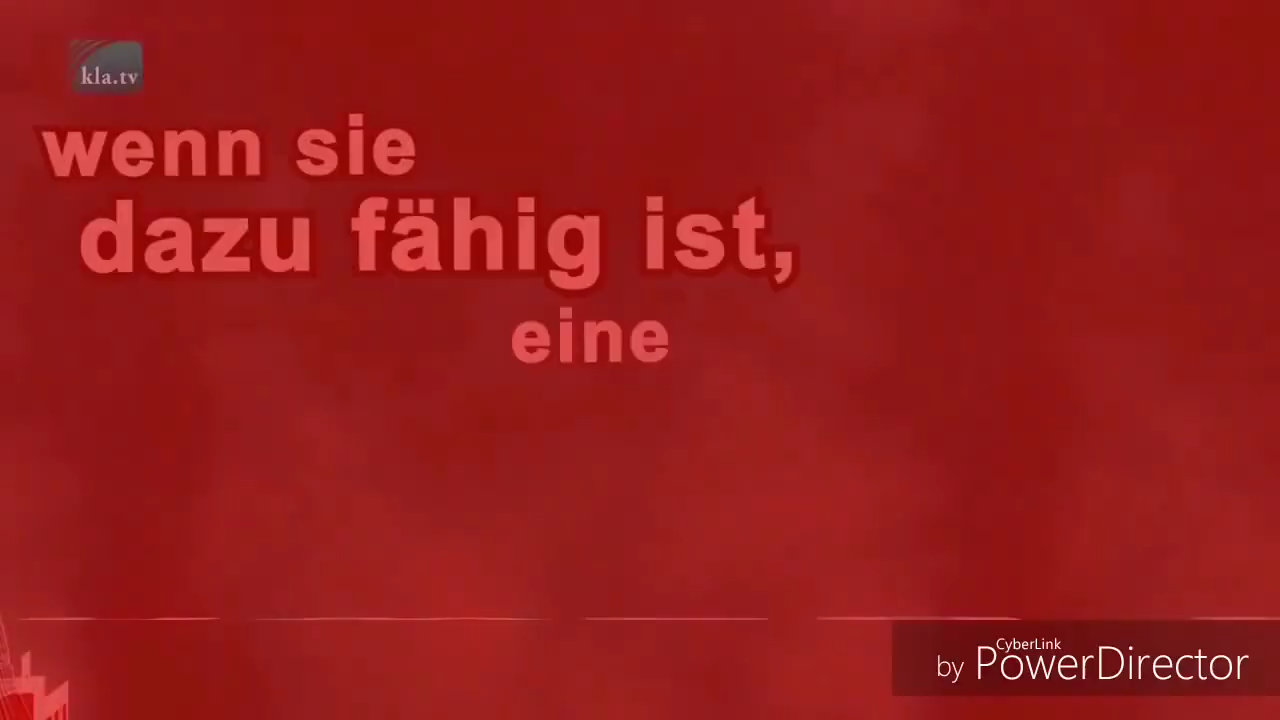 kla.tv
wenn sie
dazu fähig ist,
eine
CyberLink
by PowerDirector